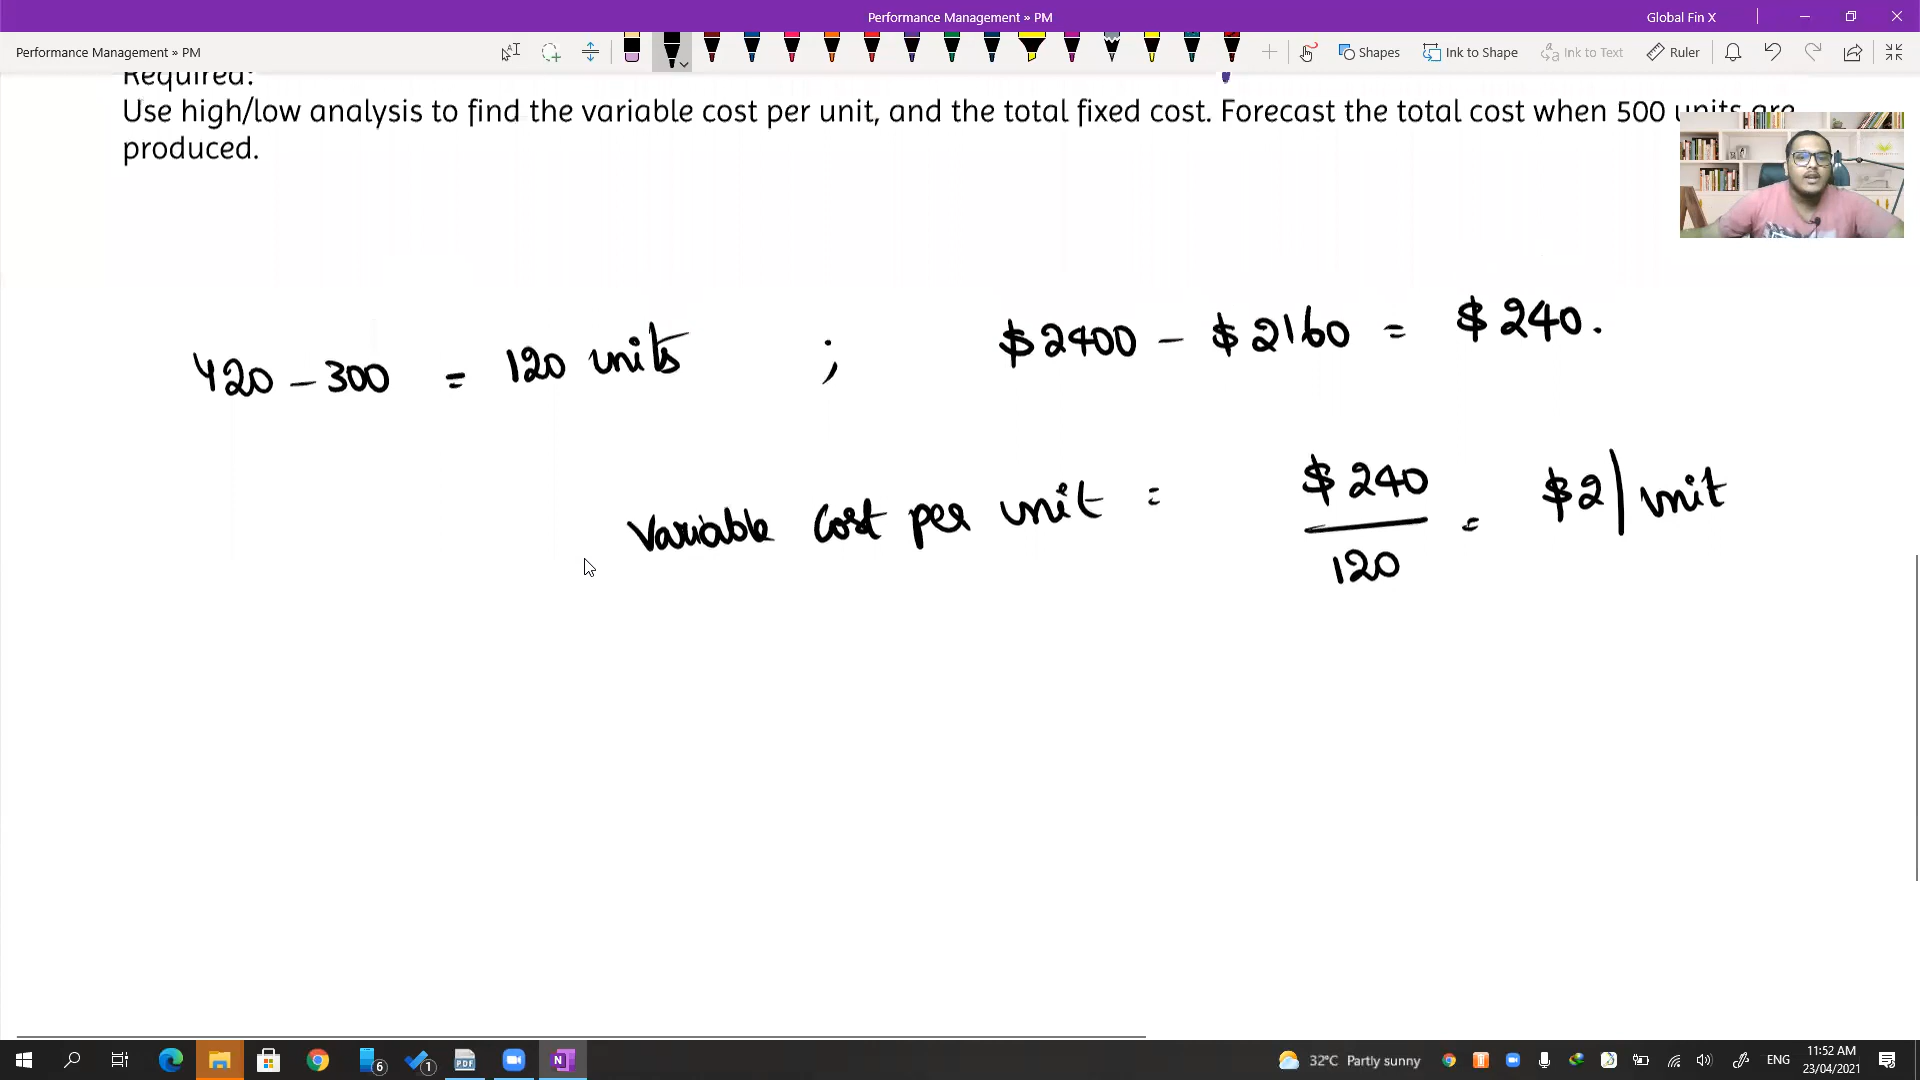 Performance Management » PM
Global Fin X
Performance Management » PM
Shapes
Ink to Shape
Ink to Text
Ruler
Required:
Use high/low analysis to find the variable cost per unit, and the total fixed cost. Forecast the total cost when 500 units are
produced.
420 - 300 = 120 units ; $2400 - $2160 = $240.
Variable cost per unit = $240 / 120 = $2 | unit
6
1
PDF
N
32°C Partly sunny
ENG
11:52 AM
23/04/2021